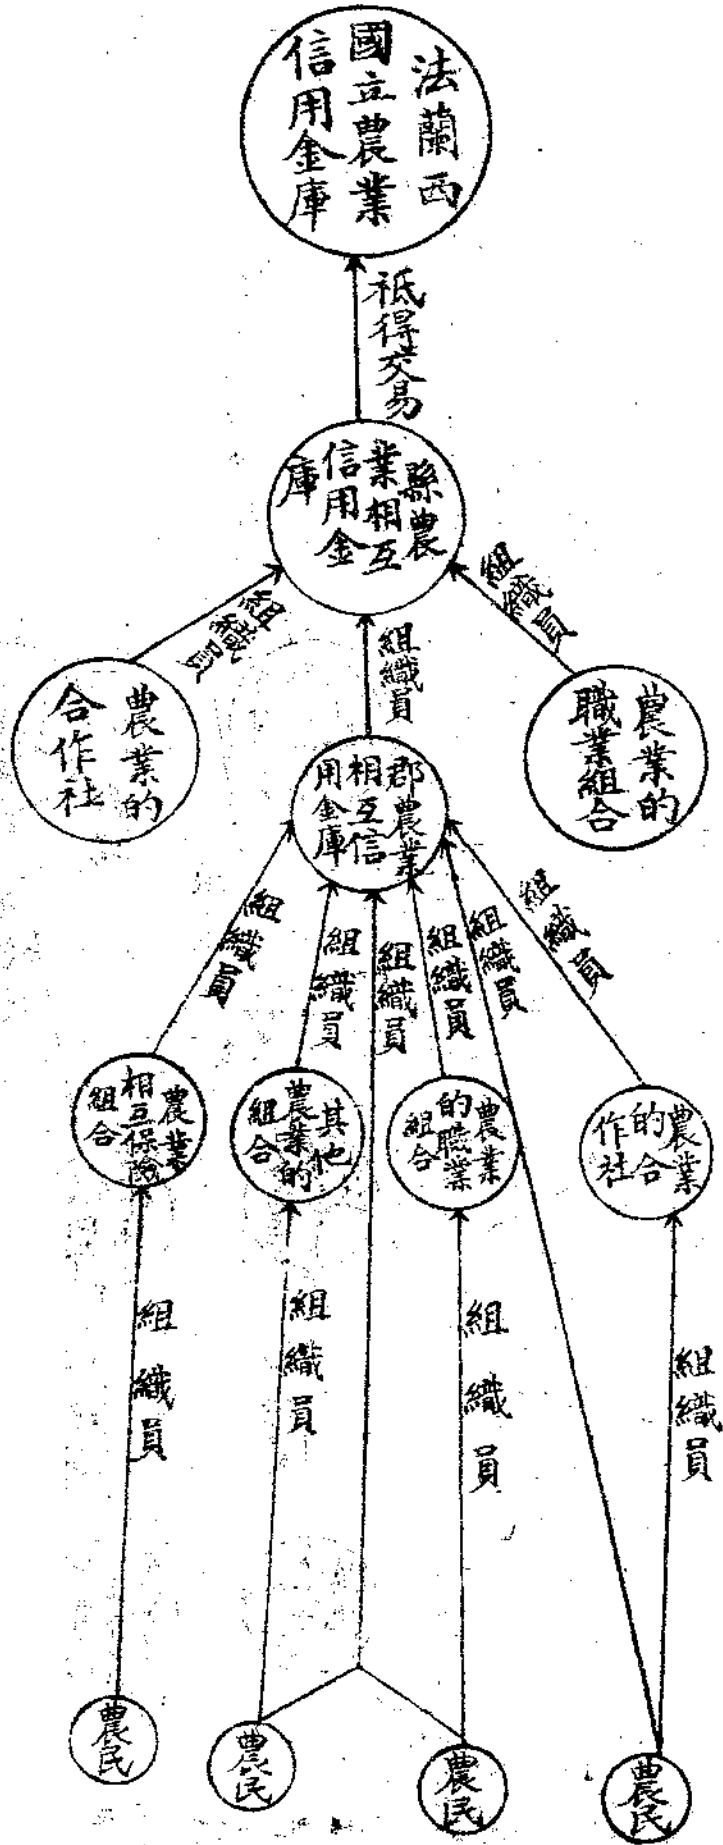 法蘭西
國立農業
信用金庫
祗得交易
縣農
業相互
信用金
庫
組織員
組織員
組織員
農業的
合作社
農業的
職業組合
郡農業
相互信
用金庫
組織員
組織員
組織員
組織員
組織員
組織員
農業
相互保險
組合
其他
農業的
組合
農業
的職業
組合
農業
的合
作社
組織員
組織員
組織員
組織員
農民
農民
農民
農民